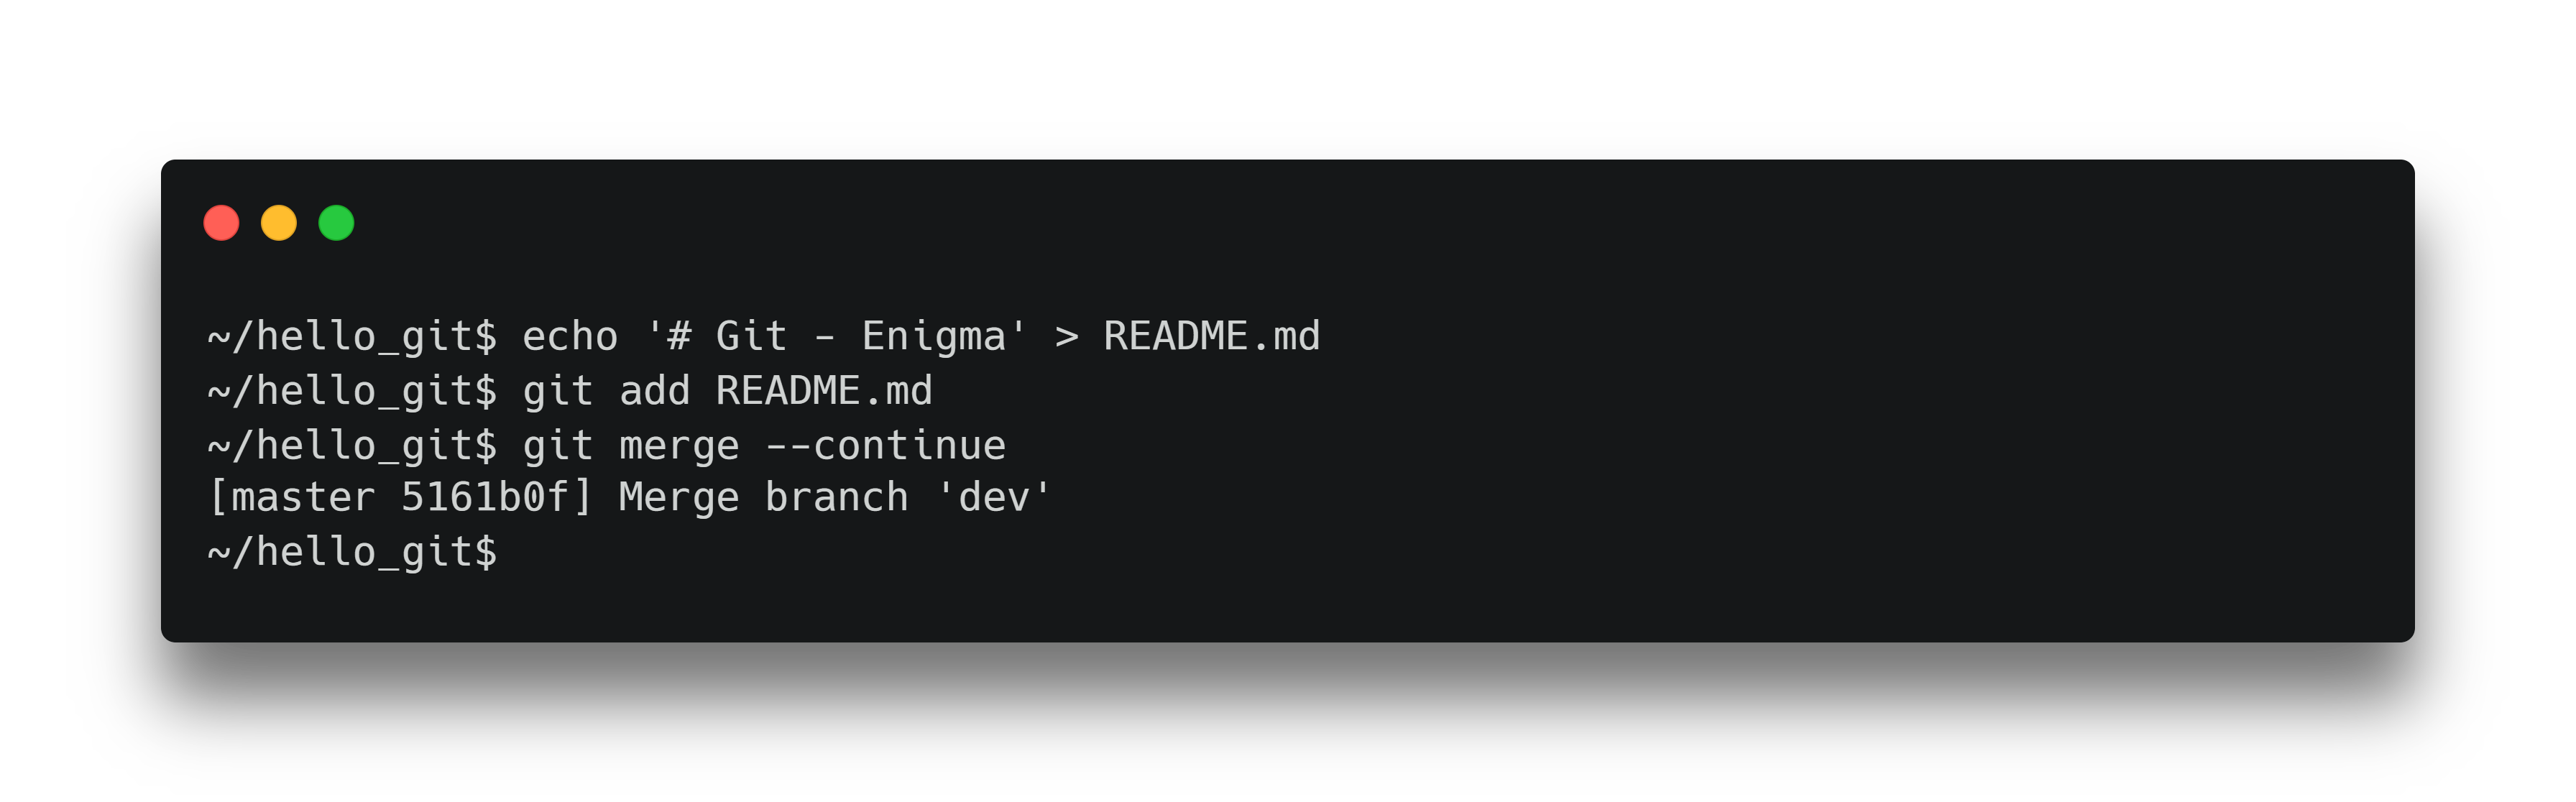 ~/hello_git$ echo '# Git - Enigma' > README.md
~/hello_git$ git add README.md
~/hello_git$ git merge --continue
[master 5161b0f] Merge branch 'dev'
~/hello_git$